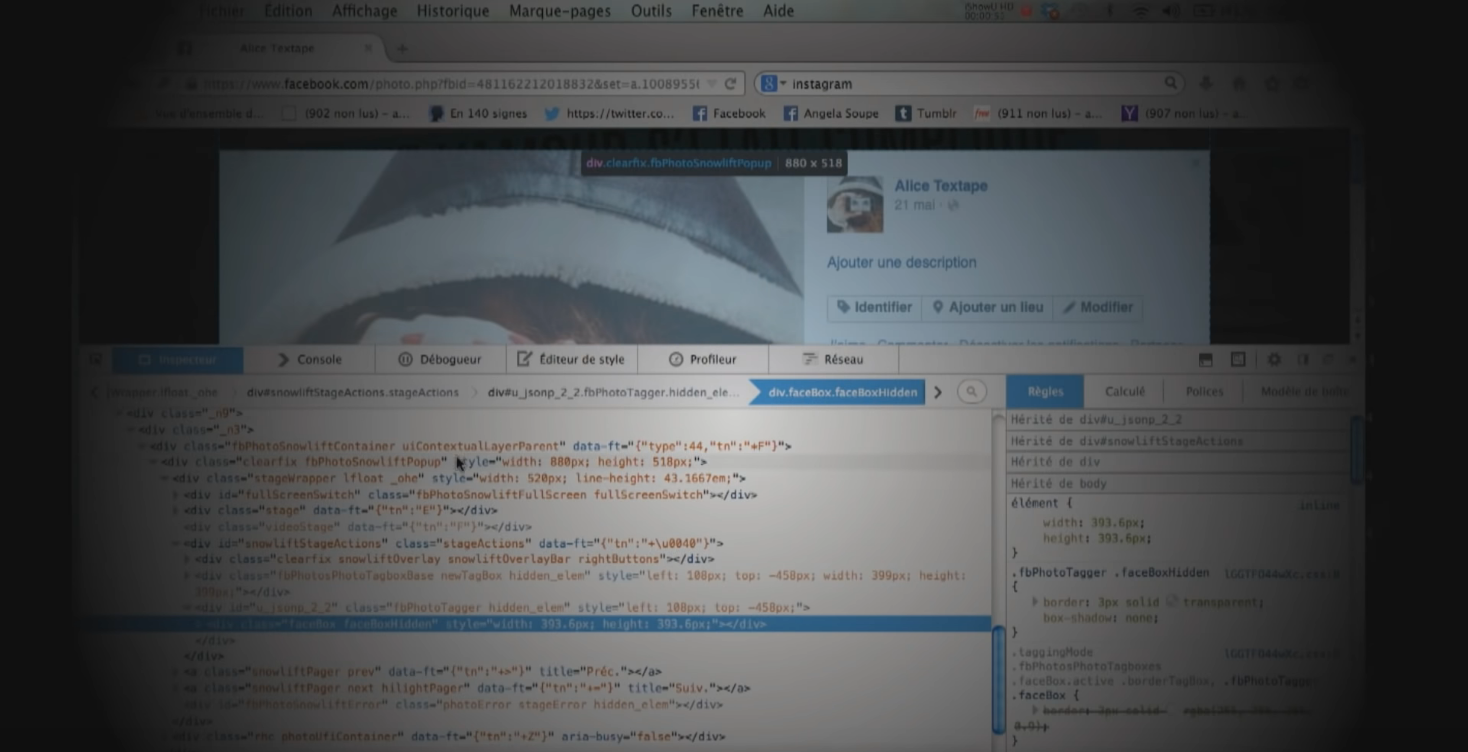 Édition Affichage Historique Marque-pages Outils Fenêtre Aide
Alice Textape
https://www.facebook.com/photo.php?fbid=481162212018832&set=a.1008955 instagram
(902 non lus) – a... En 140 signes https://twitter.co... Facebook Angela Soupe Tumblr (911 non lus) – a... (907 non lus) – a...
div.clearfix.fbPhotoSnowliftPopup 880 x 518
Alice Textape
21 mai
Ajouter une description
Identifier Ajouter un lieu Modifier
Inspecteur Console Débogueur Éditeur de style Profileur Réseau
div#snowliftStageActions.stageActions div#u_jsonp_2_2.fbPhotoTagger.hidden_ele... div.faceBox.faceBoxHidden Règles Calculé Polices Modèle de boîte
<div class="_n9">
<div class="_n3">
<div class="fbPhotoSnowliftContainer uiContextualLayerParent" data-ft="{"type":44,"tn":"+F"}">
<div class="clearfix fbPhotoSnowliftPopup" style="width: 880px; height: 518px;">
<div class="stageWrapper lfloat _ohe" style="width: 520px; line-height: 43.1667em;">
<div id="fullScreenSwitch" class="fbPhotoSnowliftFullScreen fullScreenSwitch"></div>
<div class="stage" data-ft="{"tn":"E"}"></div>
<div class="videoStage" data-ft="{"tn":"F"}"></div>
<div id="snowliftStageActions" class="stageActions" data-ft="{"tn":"+\u0040"}">
<div class="clearfix snowliftOverlay snowliftOverlayBar rightButtons"></div>
<div class="fbPhotosPhotoTagboxBase newTagBox hidden_elem" style="left: 108px; top: -458px; width: 399px; height:
399px;"></div>
<div id="u_jsonp_2_2" class="fbPhotoTagger hidden_elem" style="left: 108px; top: -458px;">
<div class="faceBox faceBoxHidden" style="width: 393.6px; height: 393.6px;"></div>
</div>
</div>
<a class="snowliftPager prev" data-ft="{"tn":"+>"}" title="Préc."></a>
<a class="snowliftPager next hilightPager" data-ft="{"tn":"+="}" title="Suiv."></a>
<div id="fbPhotoSnowliftError" class="photoError stageError hidden_elem"></div>
</div>
<div class="rhc photoUfiContainer" data-ft="{"tn":"+Z"}" aria-busy="false"></div>
Hérité de div#u_jsonp_2_2
Hérité de div#snowliftStageActions
Hérité de div
Hérité de body
élément { inline
width: 393.6px;
height: 393.6px;
}
.fbPhotoTagger .faceBoxHidden
{
border: 3px solid transparent;
box-shadow: none;
}
.taggingMode
.fbPhotosPhotoTagboxes
.faceBox.active .borderTagBox, .fbPhotoTagger
.faceBox {
border: 3px solid
}